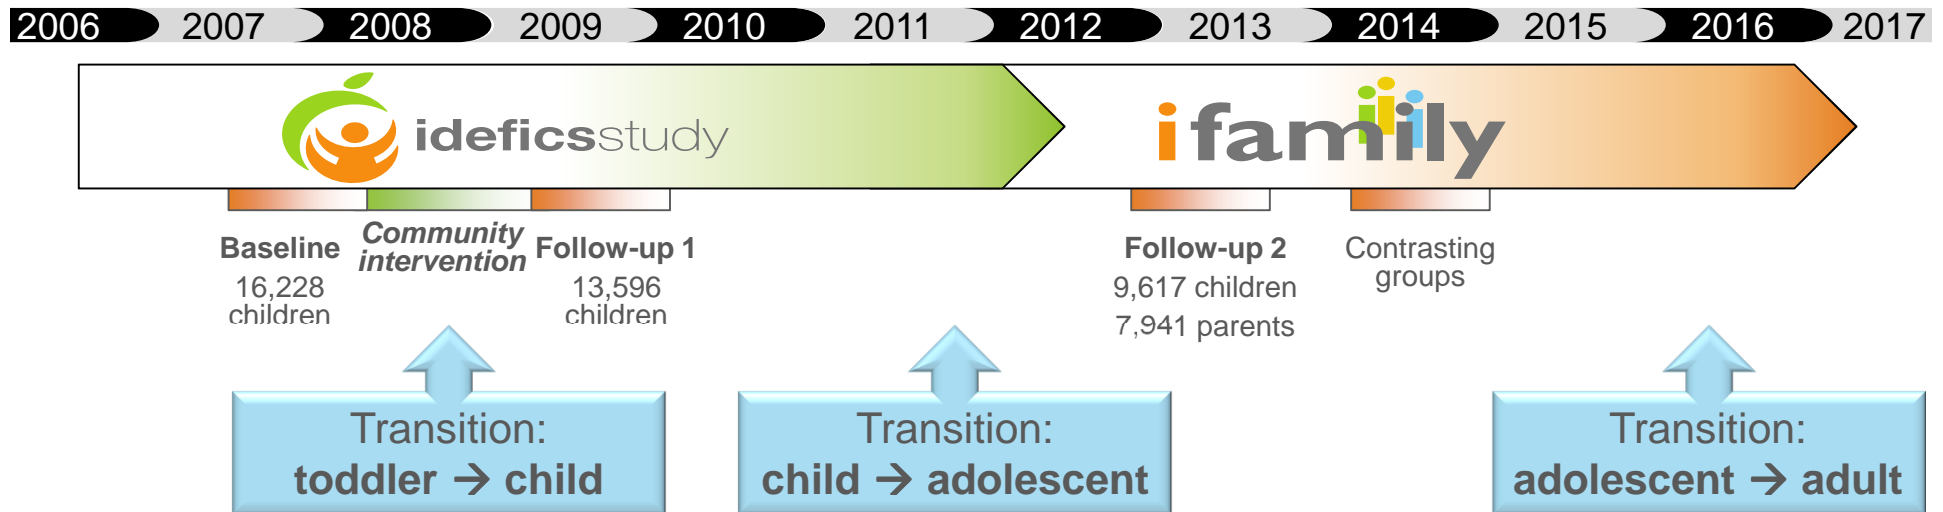 2006 2007 2008 2009 2010 2011 2012 2013 2014 2015 2016 2017
ideficsstudy
ifamily
Baseline
16,228
children
Community
intervention
Follow-up 1
13,596
children
Follow-up 2
9,617 children
7,941 parents
Contrasting
groups
Transition:
toddler → child
Transition:
child → adolescent
Transition:
adolescent → adult